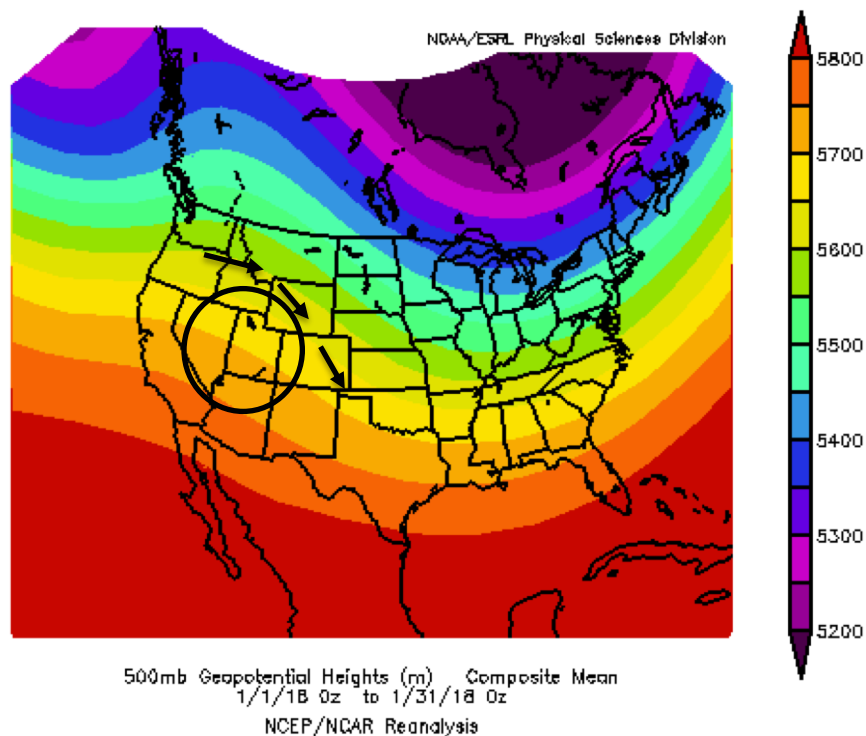 NOAA/ESRL Physical Sciences Division
5800
5700
5600
5500
5400
5300
5200
500mb Geopotential Heights (m) Composite Mean
1/1/18 0z to 1/31/18 0z
NCEP/NCAR Reanalysis